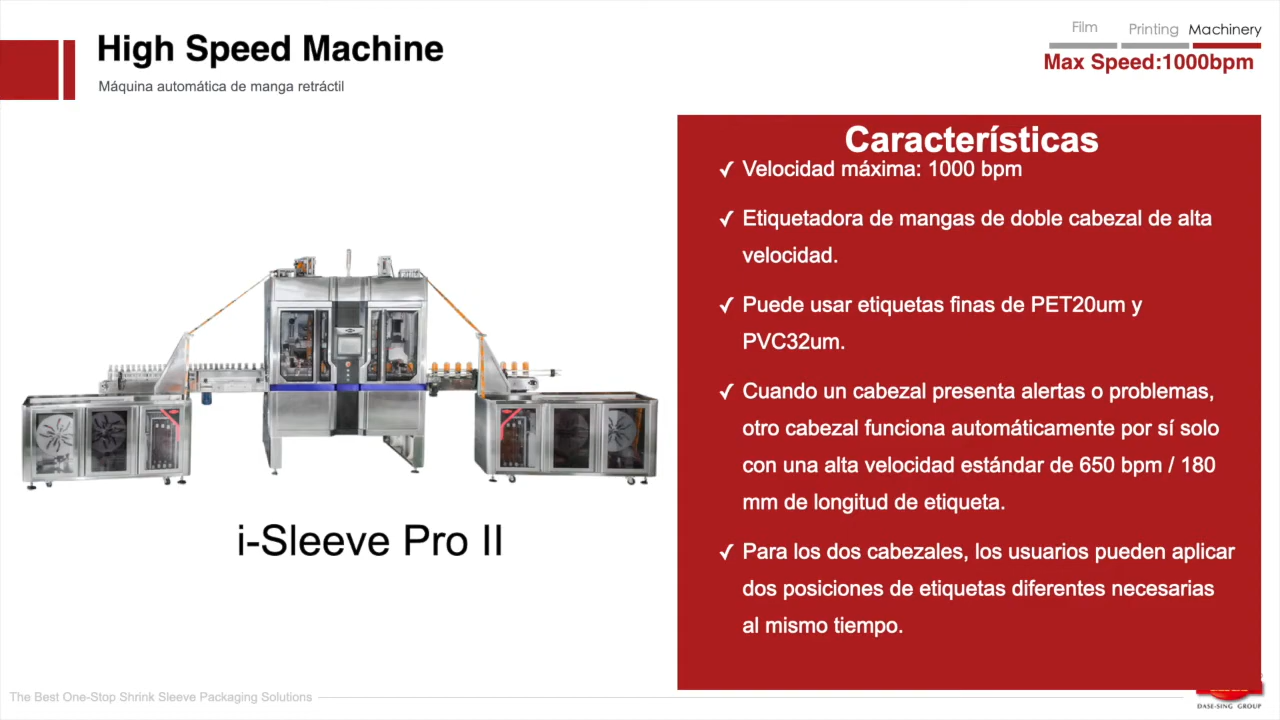 High Speed Machine
Máquina automática de manga retráctil
Film Printing Machinery
Max Speed:1000bpm
Características
✓ Velocidad máxima: 1000 bpm
✓ Etiquetadora de mangas de doble cabezal de alta
velocidad.
✓ Puede usar etiquetas finas de PET20um y
PVC32um.
✓ Cuando un cabezal presenta alertas o problemas,
otro cabezal funciona automáticamente por sí solo
con una alta velocidad estándar de 650 bpm / 180
mm de longitud de etiqueta.
✓ Para los dos cabezales, los usuarios pueden aplicar
dos posiciones de etiquetas diferentes necesarias
al mismo tiempo.
i-Sleeve Pro II
The Best One-Stop Shrink Sleeve Packaging Solutions
DASE-SING GROUP